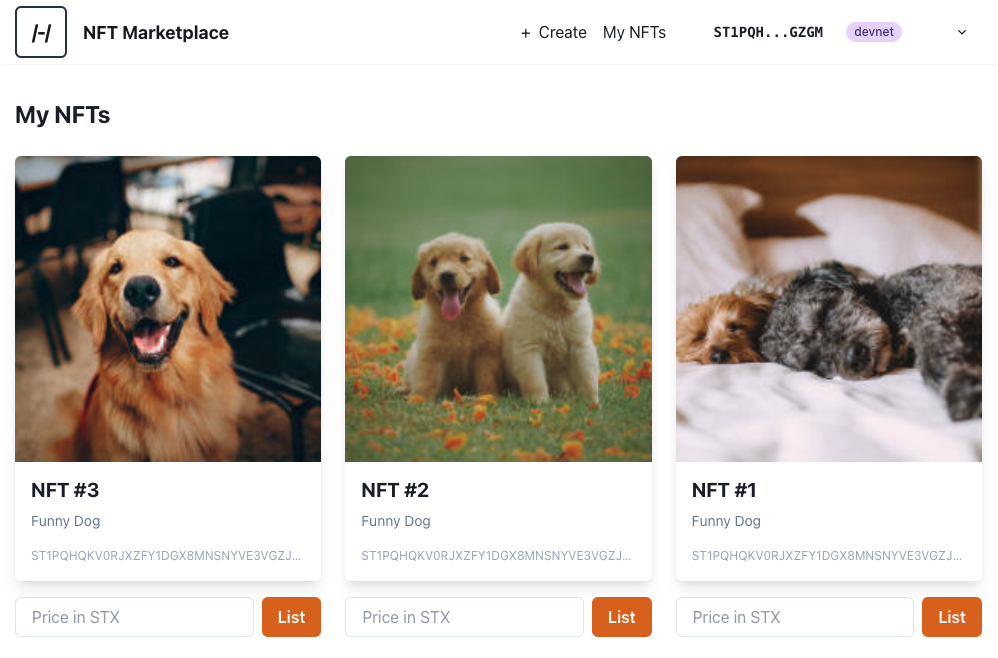 /-/ NFT Marketplace + Create My NFTs ST1PQH...GZGM devnet
My NFTs
NFT #3
Funny Dog
ST1PQHQKV0RJXZFY1DGX8MNSNYVE3VGZJ...
Price in STX List
NFT #2
Funny Dog
ST1PQHQKV0RJXZFY1DGX8MNSNYVE3VGZJ...
Price in STX List
NFT #1
Funny Dog
ST1PQHQKV0RJXZFY1DGX8MNSNYVE3VGZJ...
Price in STX List